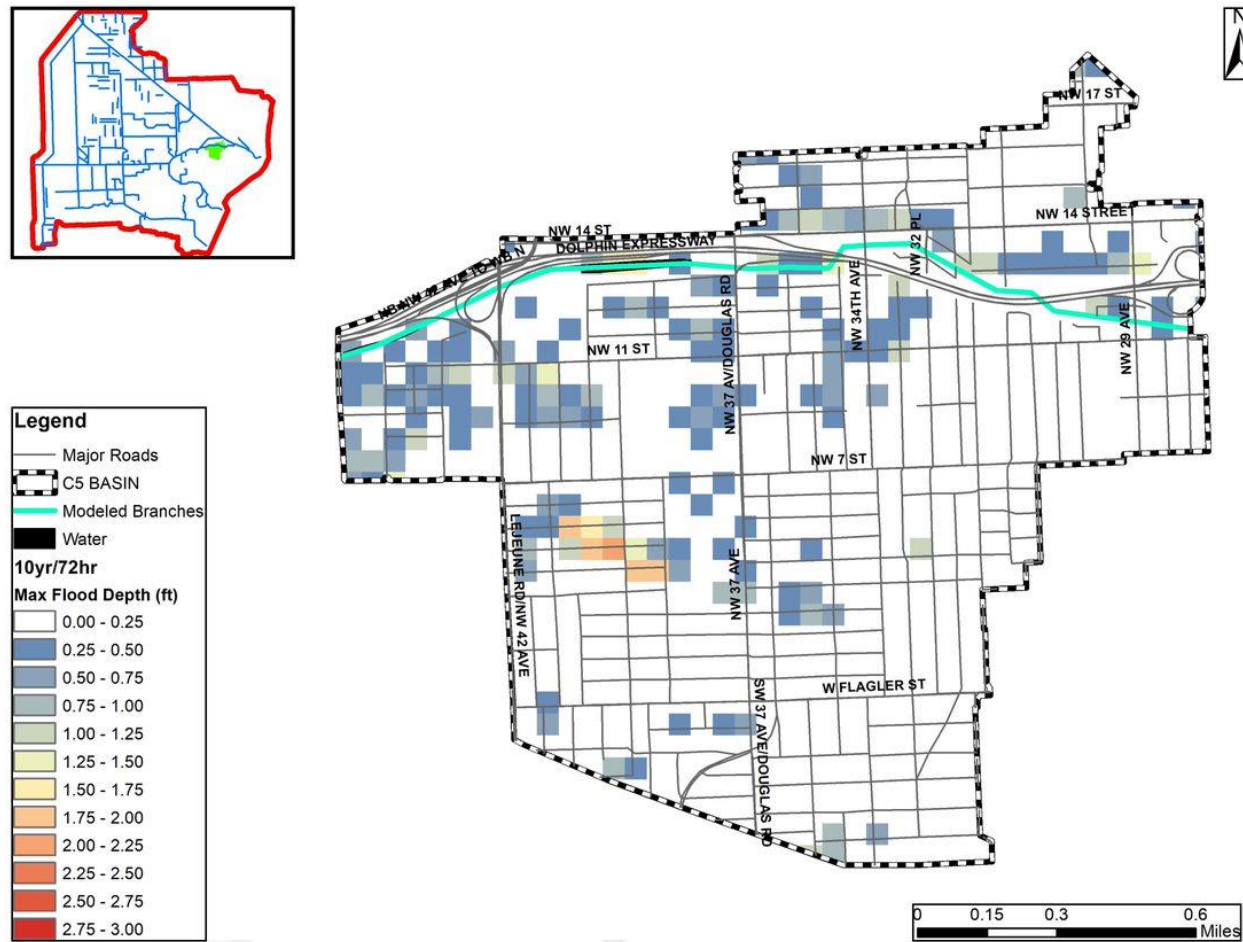 N
NW 17 ST
NW 14 STREET
NW 14 ST
DOLPHIN EXPRESSWAY
NW 32 PL
NW 34TH AVE
NW 37 AV/DOUGLAS RD
NW 29 AVE
NW 11 ST
NW 7 ST
LEJEUNE RD/NW 42 AVE
NW 37 AVE
W FLAGLER ST
SW 37 AVE/DOUGLAS RD
Legend
Major Roads
C5 BASIN
Modeled Branches
Water
10yr/72hr
Max Flood Depth (ft)
0.00 - 0.25
0.25 - 0.50
0.50 - 0.75
0.75 - 1.00
1.00 - 1.25
1.25 - 1.50
1.50 - 1.75
1.75 - 2.00
2.00 - 2.25
2.25 - 2.50
2.50 - 2.75
2.75 - 3.00
0 0.15 0.3 0.6
Miles